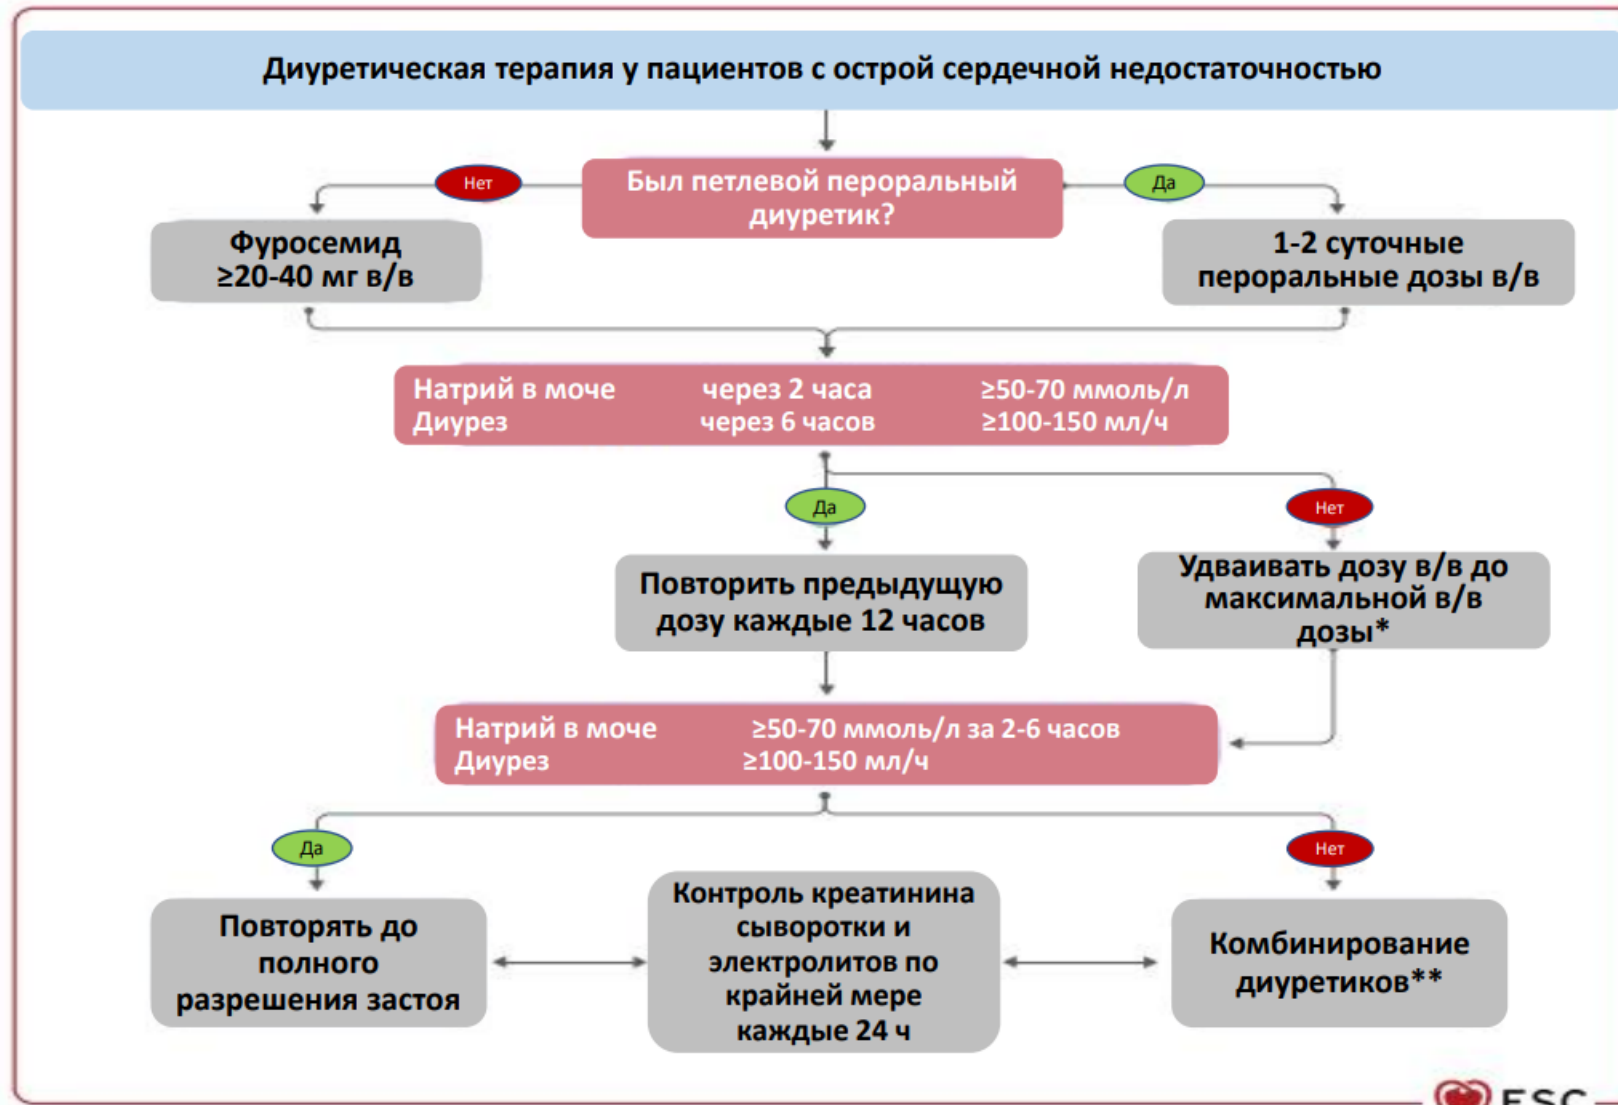 Диуретическая терапия у пациентов с острой сердечной недостаточностью
Нет
Был петлевой пероральный
диуретик?
Да
Фуросемид
≥20-40 мг в/в
1-2 суточные
пероральные дозы в/в
Натрий в моче через 2 часа ≥50-70 ммоль/л
Диурез через 6 часов ≥100-150 мл/ч
Да
Нет
Повторить предыдущую
дозу каждые 12 часов
Удваивать дозу в/в до
максимальной в/в
дозы*
Натрий в моче ≥50-70 ммоль/л за 2-6 часов
Диурез ≥100-150 мл/ч
Да
Нет
Повторять до
полного
разрешения застоя
Контроль креатинина
сыворотки и
электролитов по
крайней мере
каждые 24 ч
Комбинирование
диуретиков**
ESC